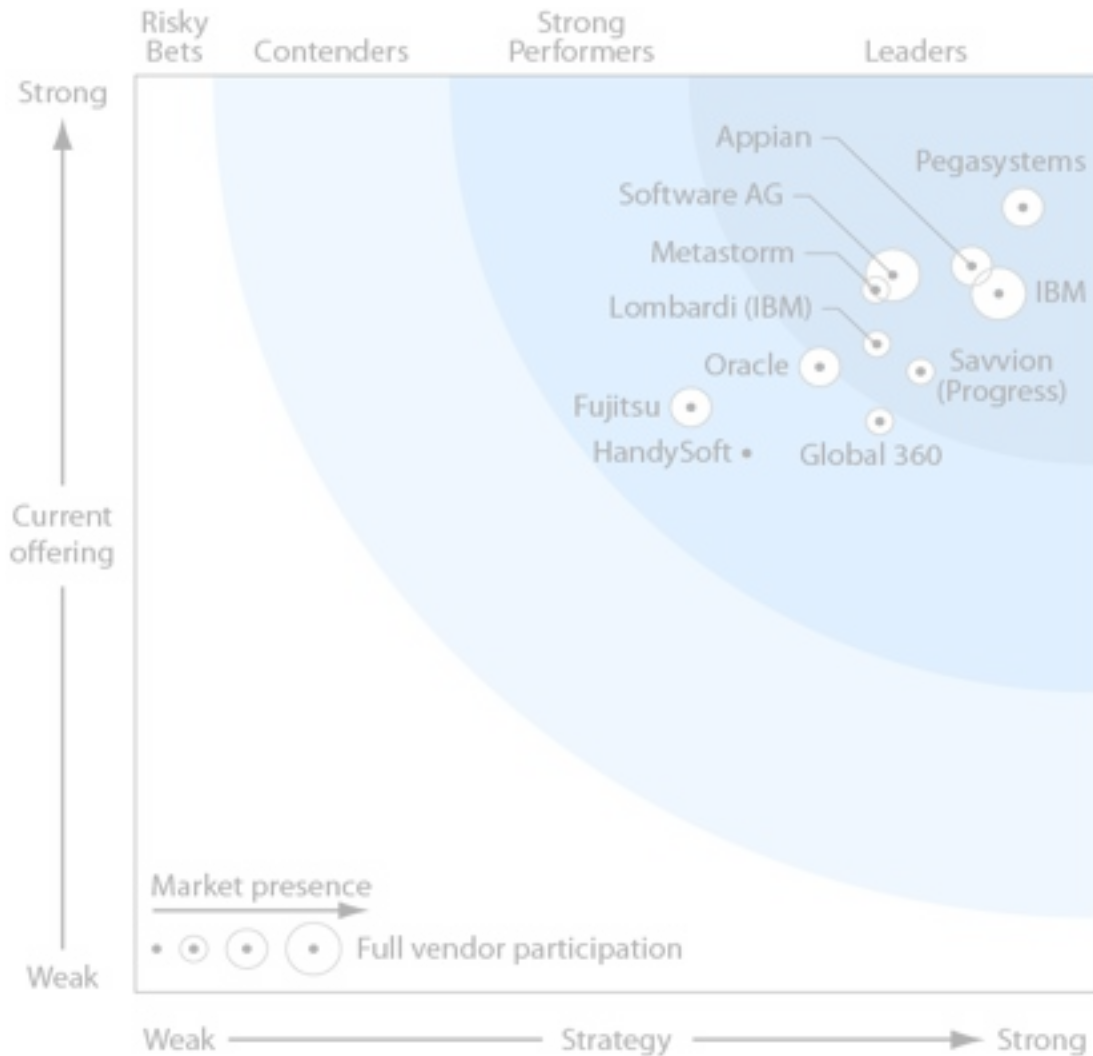 Risky
Bets
Contenders
Strong
Performers
Leaders
Strong
Appian
Pegasystems
Software AG
Metastorm
IBM
Lombardi (IBM)
Oracle
Savvion
(Progress)
Fujitsu
HandySoft
Global 360
Current
offering
Market presence
Full vendor participation
Weak
Weak
Strategy
Strong